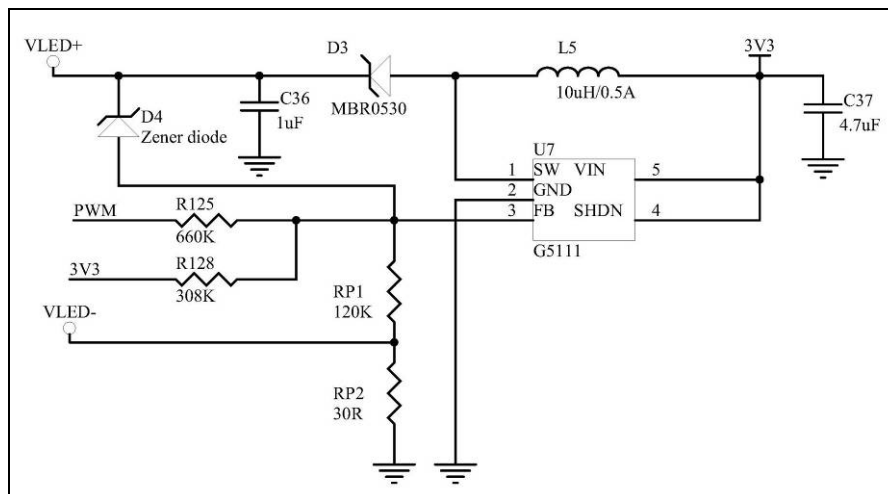 VLED+
D3
L5
3V3
MBR0530
10uH/0.5A
C36
1uF
C37
4.7uF
D4
Zener diode
U7
1 SW VIN 5
2 GND
3 FB SHDN 4
G5111
PWM
R125
660K
3V3
R128
308K
VLED-
RP1
120K
RP2
30R